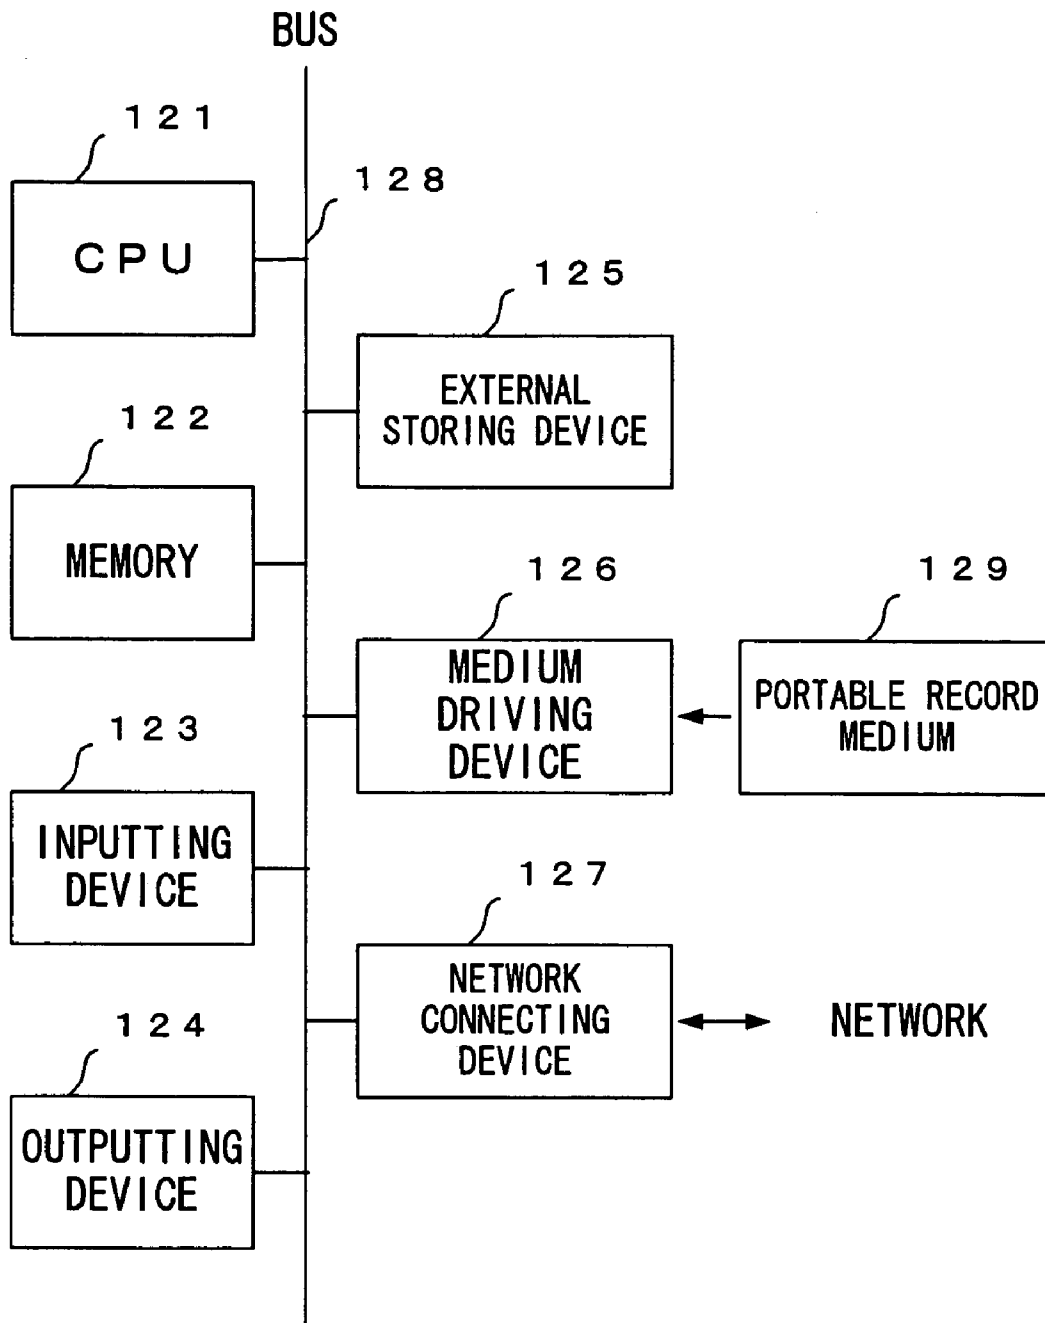 BUS
121
CPU
128
125
EXTERNAL
STORING DEVICE
122
MEMORY
126
MEDIUM
DRIVING
DEVICE
129
PORTABLE RECORD
MEDIUM
123
INPUTTING
DEVICE
127
NETWORK
CONNECTING
DEVICE
NETWORK
124
OUTPUTTING
DEVICE